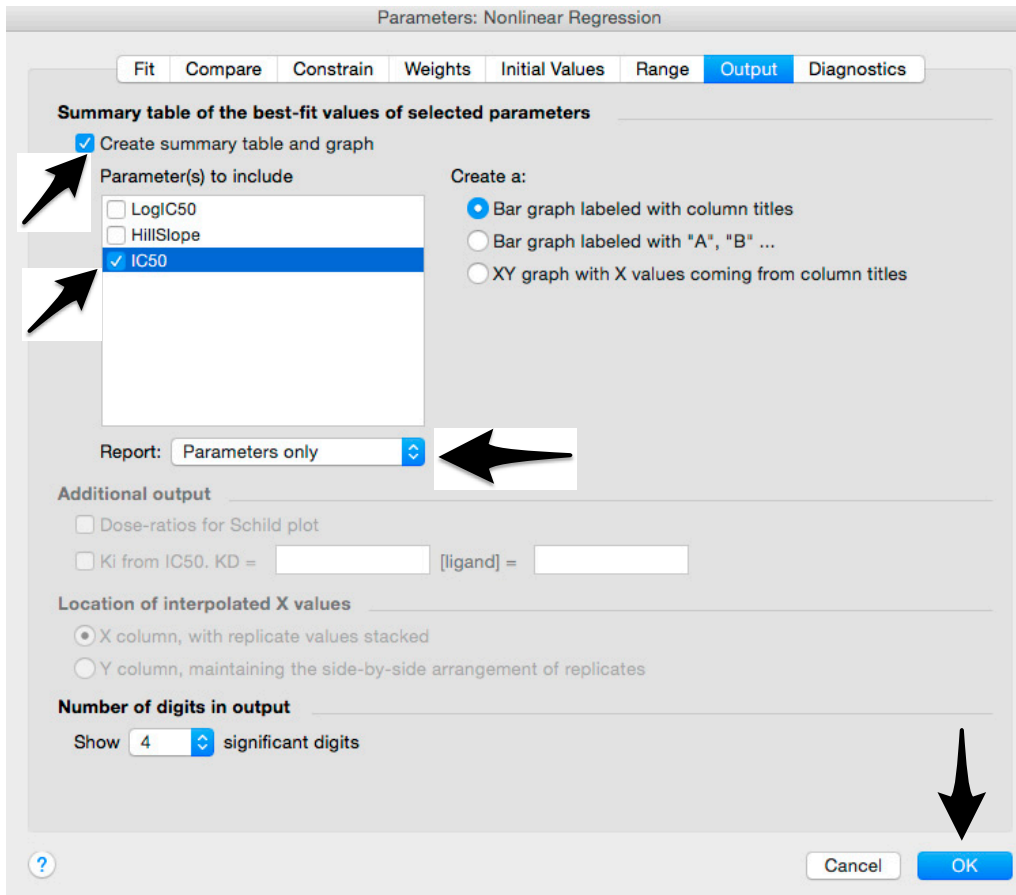 Parameters: Nonlinear Regression
Fit Compare Constrain Weights Initial Values Range Output Diagnostics
Summary table of the best-fit values of selected parameters
Create summary table and graph
Parameter(s) to include
LogIC50
HillSlope
IC50
Create a:
Bar graph labeled with column titles
Bar graph labeled with "A", "B" ...
XY graph with X values coming from column titles
Report: Parameters only
Additional output
Dose-ratios for Schild plot
Ki from IC50. KD = [ligand] =
Location of interpolated X values
X column, with replicate values stacked
Y column, maintaining the side-by-side arrangement of replicates
Number of digits in output
Show 4 significant digits
? Cancel OK